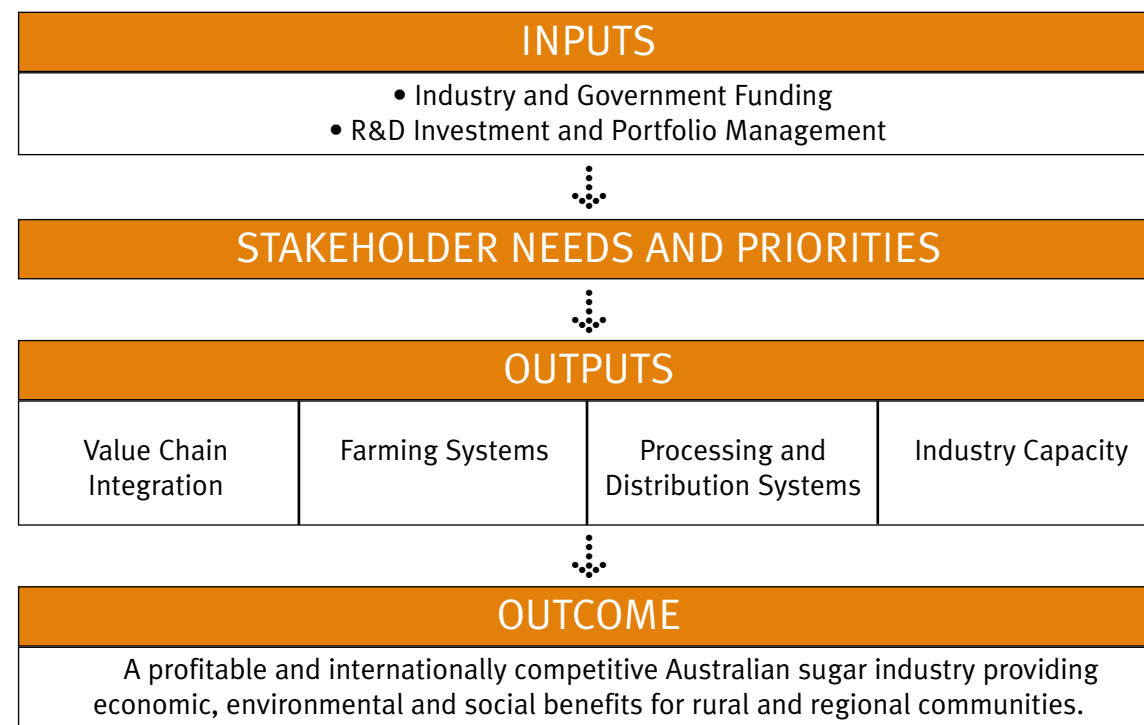 INPUTS
• Industry and Government Funding
• R&D Investment and Portfolio Management
STAKEHOLDER NEEDS AND PRIORITIES
OUTPUTS
Value Chain
Integration
Farming Systems
Processing and
Distribution Systems
Industry Capacity
OUTCOME
A profitable and internationally competitive Australian sugar industry providing
economic, environmental and social benefits for rural and regional communities.